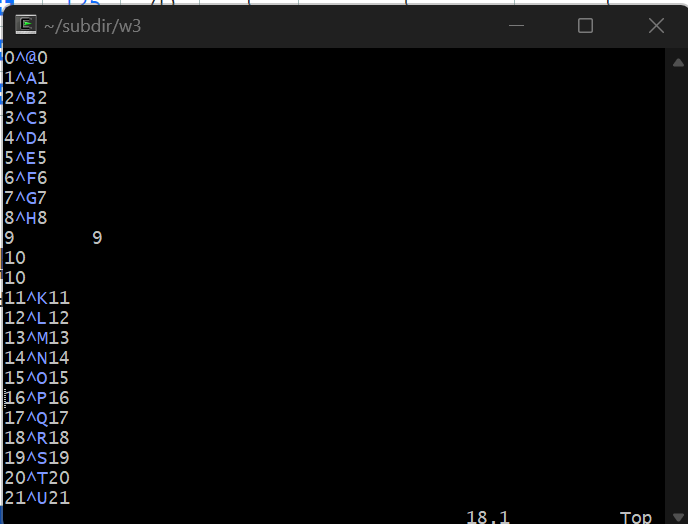 ~/subdir/w3
0^@0
1^A1
2^B2
3^C3
4^D4
5^E5
6^F6
7^G7
8^H8
9       9
10
10
11^K11
12^L12
13^M13
14^N14
15^O15
16^P16
17^Q17
18^R18
19^S19
20^T20
21^U21
18,1 Top